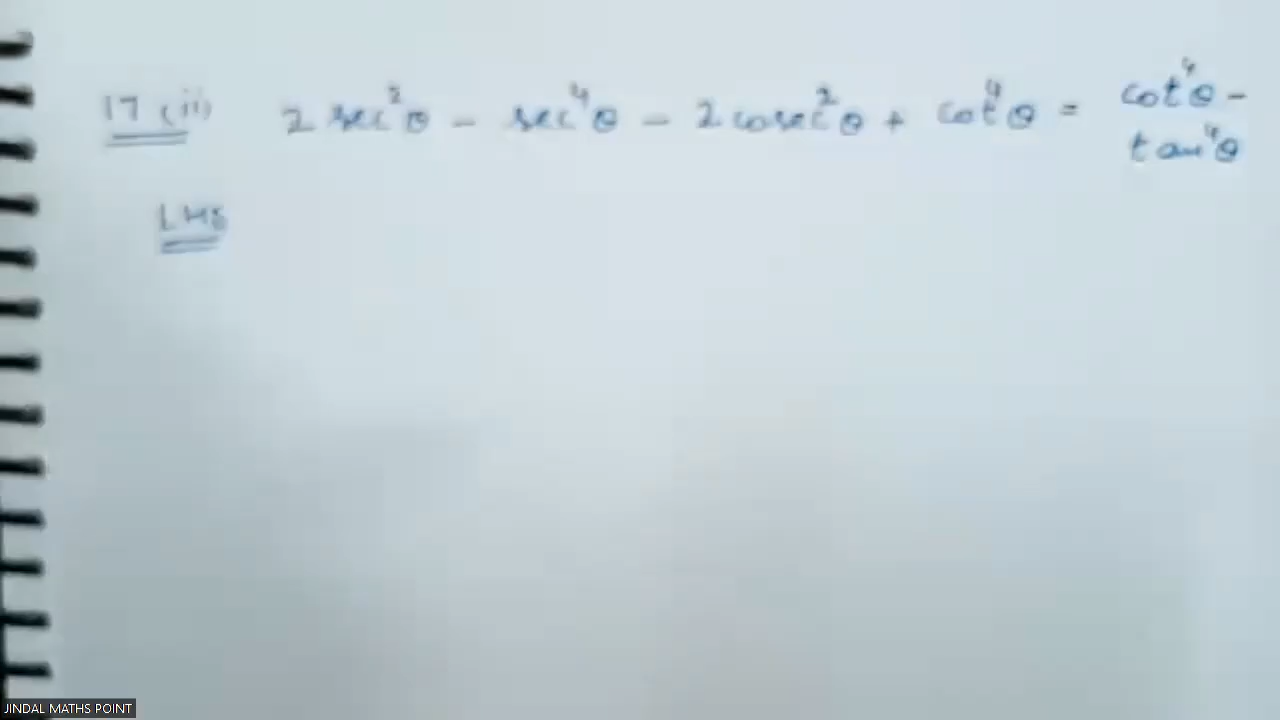 17 (ii) 2 sec²θ - sec⁴θ - 2 cosec²θ + cot⁴θ = cot⁴θ -
tan⁴θ
LHS
JINDAL MATHS POINT